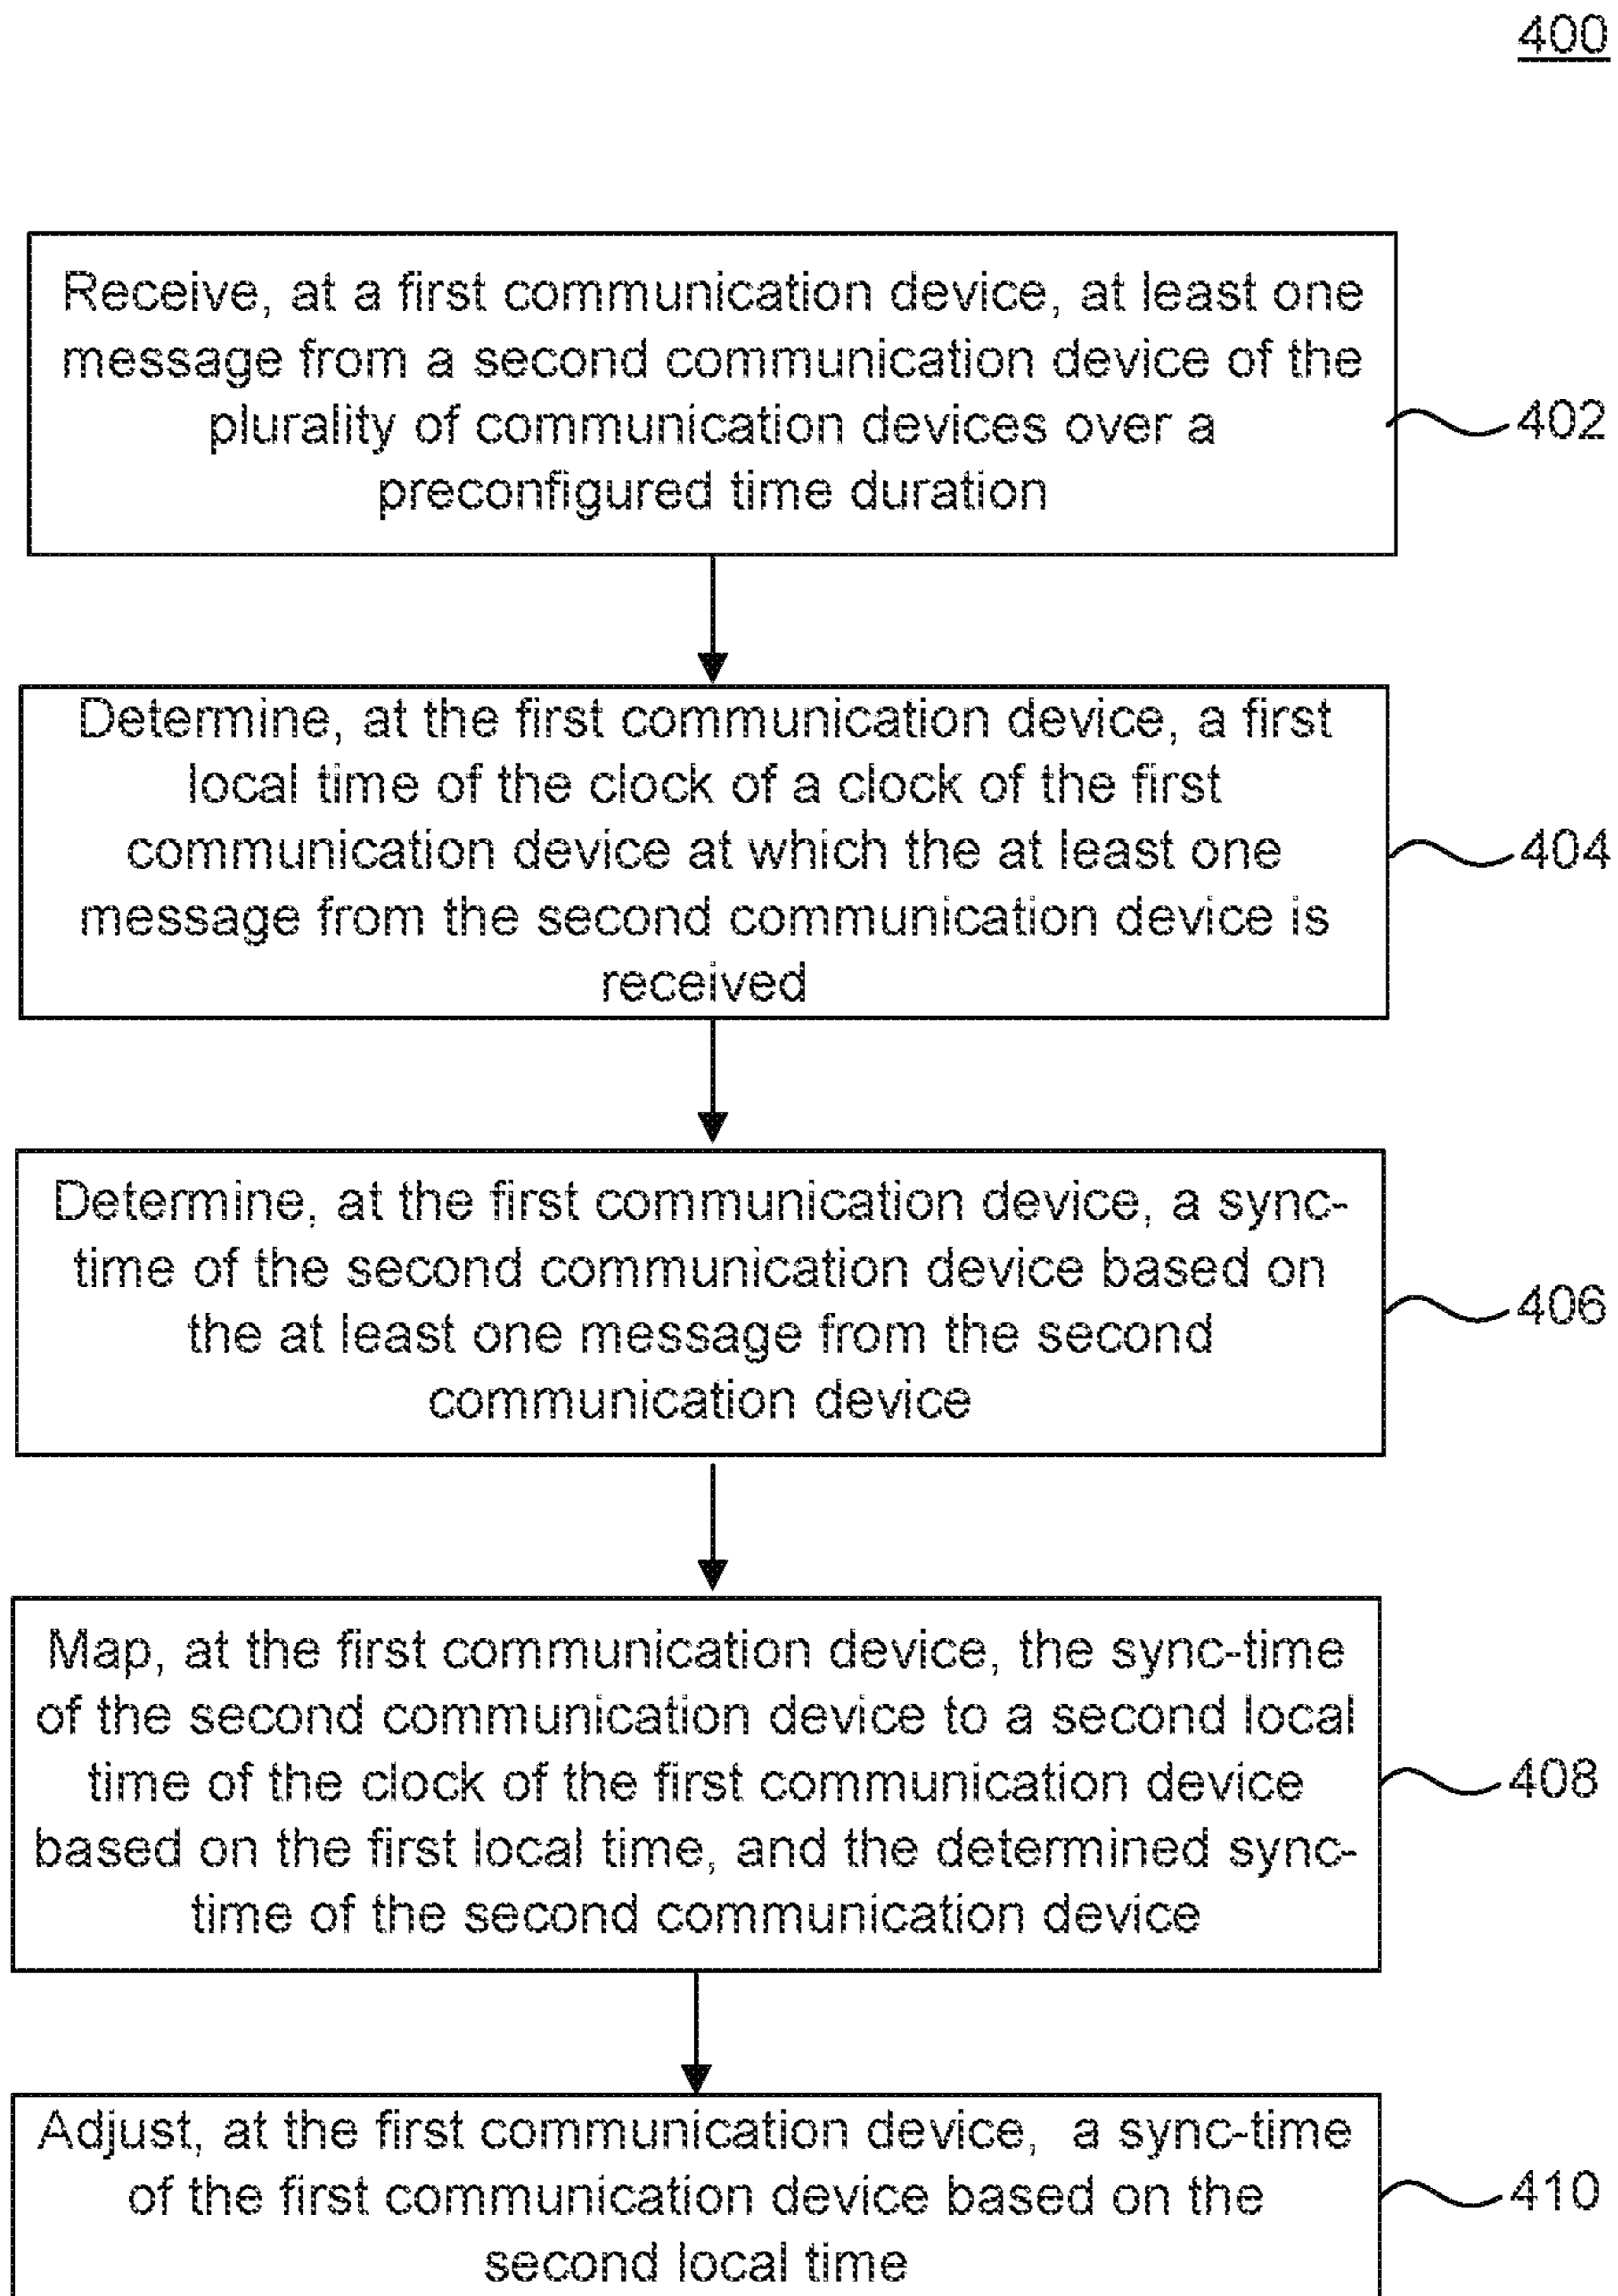 400
Receive, at a first communication device, at least one
message from a second communication device of the
plurality of communication devices over a
preconfigured time duration
402
Determine, at the first communication device, a first
local time of the clock of a clock of the first
communication device at which the at least one
message from the second communication device is
received
404
Determine, at the first communication device, a sync-
time of the second communication device based on
the at least one message from the second
communication device
406
Map, at the first communication device, the sync-time
of the second communication device to a second local
time of the clock of the first communication device
based on the first local time, and the determined sync-
time of the second communication device
408
Adjust, at the first communication device, a sync-time
of the first communication device based on the
second local time
410